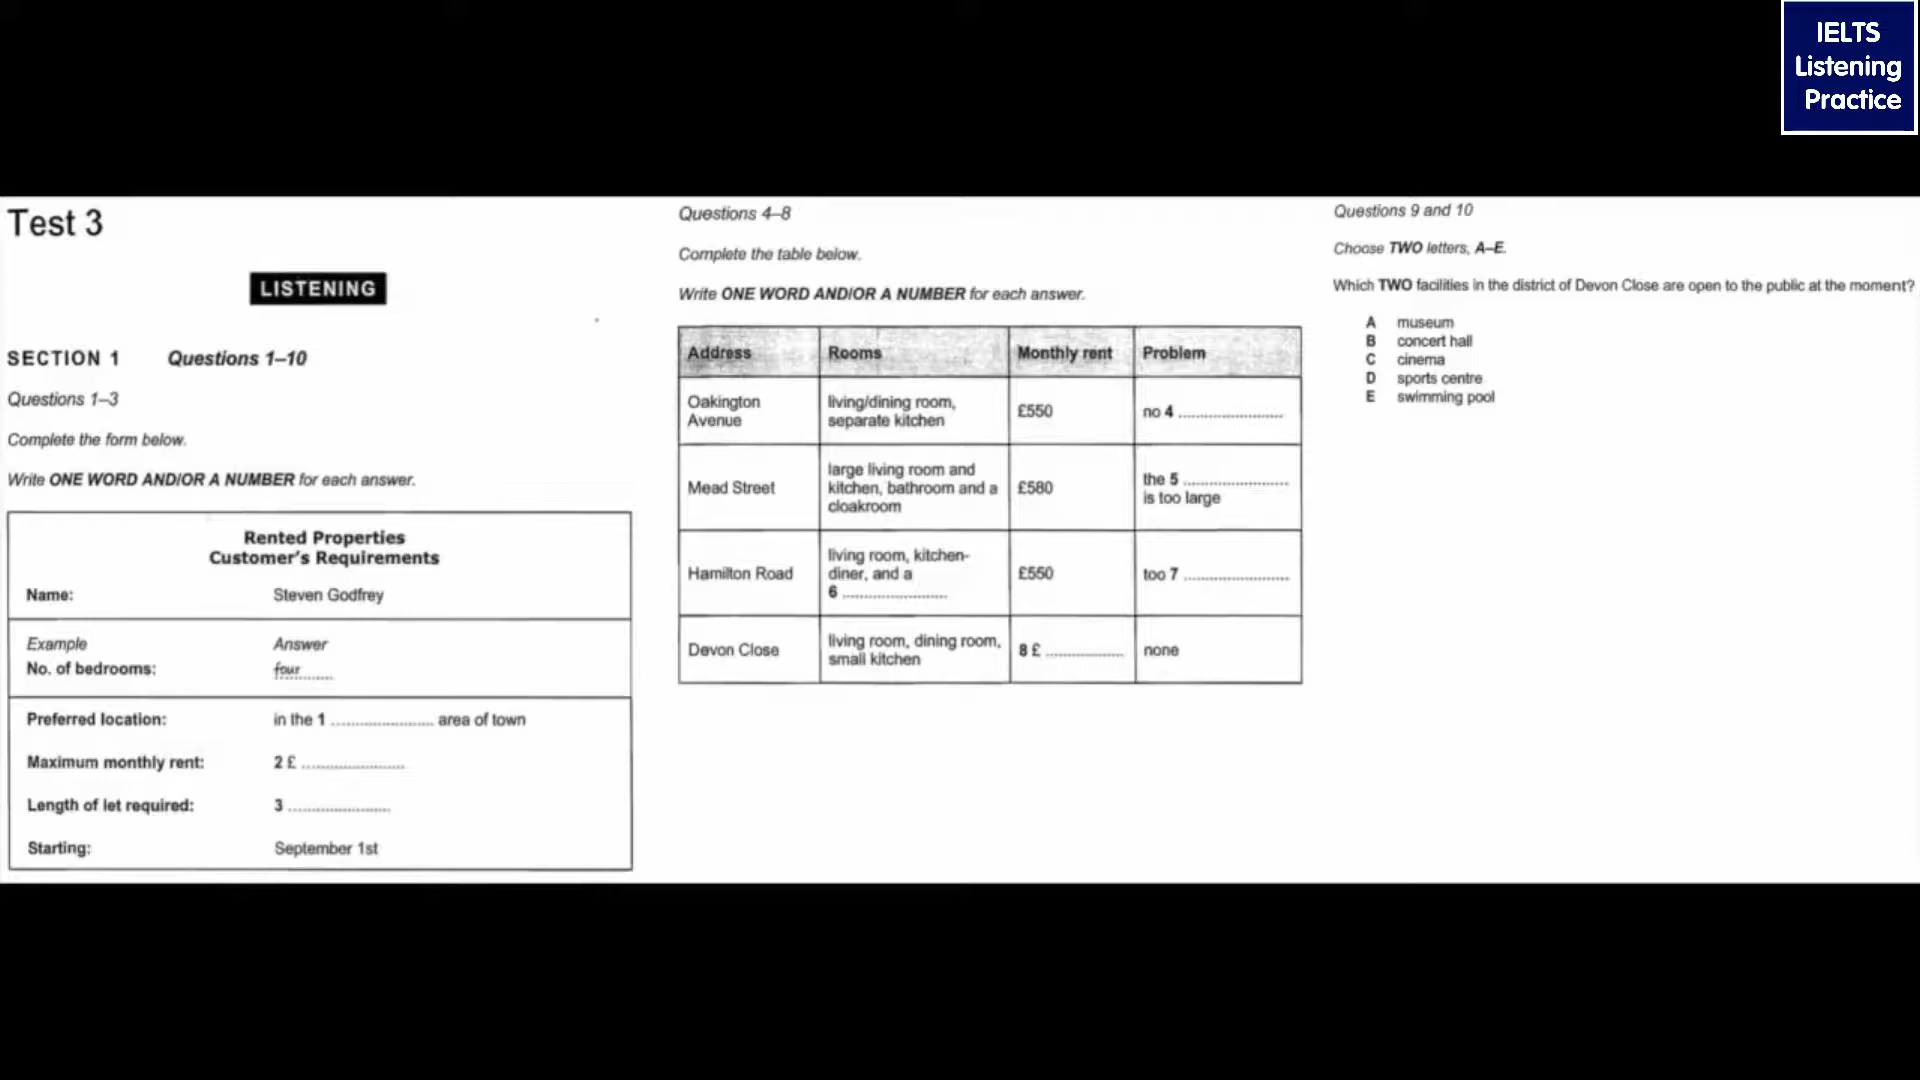 IELTS
Listening
Practice
Test 3
LISTENING
SECTION 1 Questions 1–10
Questions 1–3
Complete the form below.
Write ONE WORD AND/OR A NUMBER for each answer.
Rented Properties
Customer's Requirements
Name: Steven Godfrey
Example Answer
No. of bedrooms: four
Preferred location: in the 1 ...................... area of town
Maximum monthly rent: 2 £ ......................
Length of let required: 3 ......................
Starting: September 1st
Questions 4–8
Complete the table below.
Write ONE WORD AND/OR A NUMBER for each answer.
Address Rooms Monthly rent Problem
Oakington
Avenue
living/dining room,
separate kitchen
£550
no 4 ......................
Mead Street
large living room and
kitchen, bathroom and a
cloakroom
£580
the 5 ......................
is too large
Hamilton Road
living room, kitchen-
diner, and a
6 ......................
£550
too 7 ......................
Devon Close
living room, dining room,
small kitchen
8 £ ......................
none
Questions 9 and 10
Choose TWO letters, A–E.
Which TWO facilities in the district of Devon Close are open to the public at the moment?
A museum
B concert hall
C cinema
D sports centre
E swimming pool